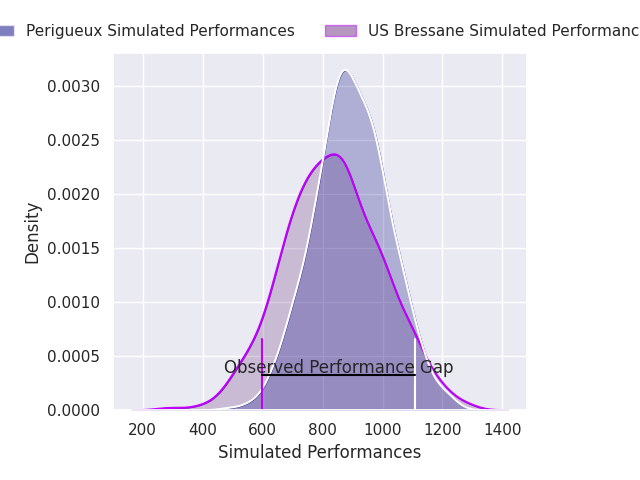 Perigueux Simulated Performances
US Bressane Simulated Performanc
0.0030
0.0025
0.0020
0.0015
0.0010
0.0005
0.0000
Density
Observed Performance Gap
200 400 600 800 1000 1200 1400
Simulated Performances